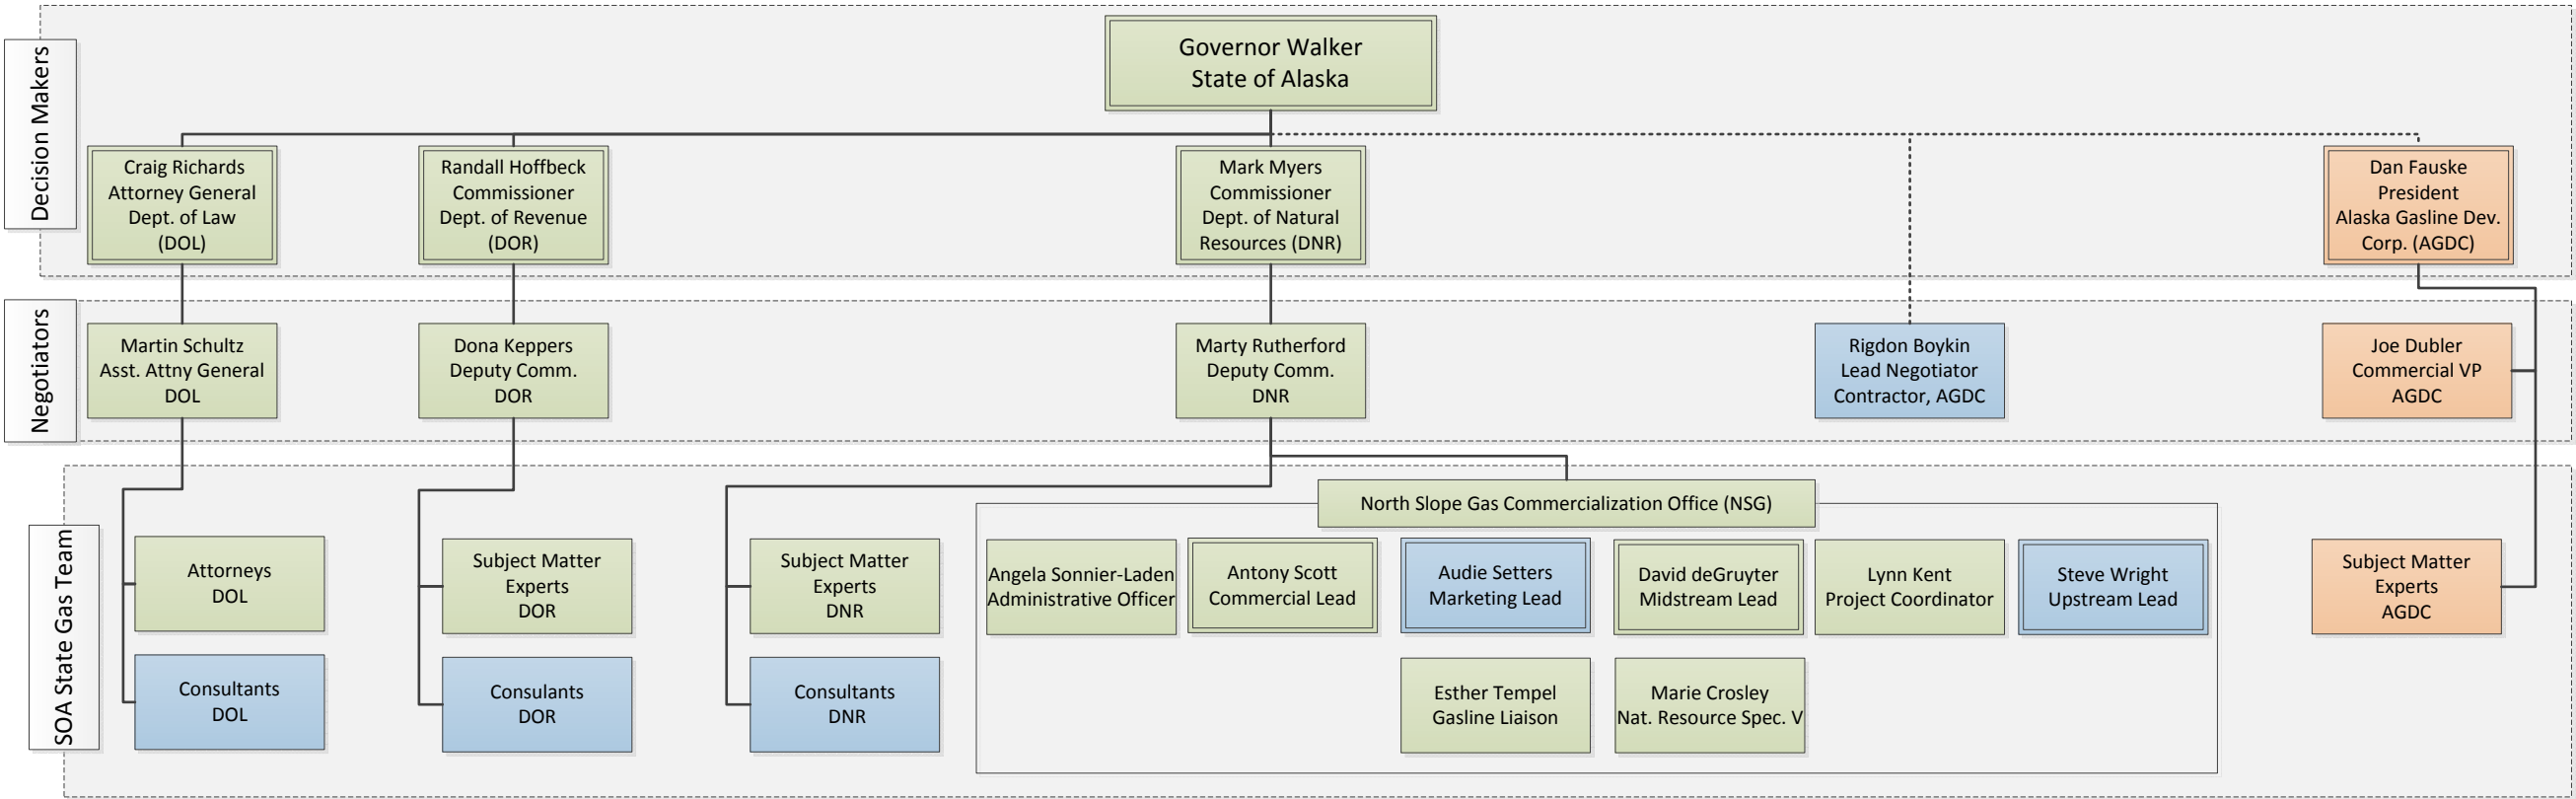 Decision Makers
Governor Walker
State of Alaska
Craig Richards
Attorney General
Dept. of Law
(DOL)
Randall Hoffbeck
Commissioner
Dept. of Revenue
(DOR)
Mark Myers
Commissioner
Dept. of Natural
Resources (DNR)
Dan Fauske
President
Alaska Gasline Dev.
Corp. (AGDC)
Negotiators
Martin Schultz
Asst. Attny General
DOL
Dona Keppers
Deputy Comm.
DOR
Marty Rutherford
Deputy Comm.
DNR
Rigdon Boykin
Lead Negotiator
Contractor, AGDC
Joe Dubler
Commercial VP
AGDC
SOA State Gas Team
Attorneys
DOL
Consultants
DOL
Subject Matter
Experts
DOR
Consulants
DOR
Subject Matter
Experts
DNR
Consultants
DNR
North Slope Gas Commercialization Office (NSG)
Angela Sonnier-Laden
Administrative Officer
Antony Scott
Commercial Lead
Audie Setters
Marketing Lead
David deGruyter
Midstream Lead
Lynn Kent
Project Coordinator
Steve Wright
Upstream Lead
Esther Tempel
Gasline Liaison
Marie Crosley
Nat. Resource Spec. V
Subject Matter
Experts
AGDC